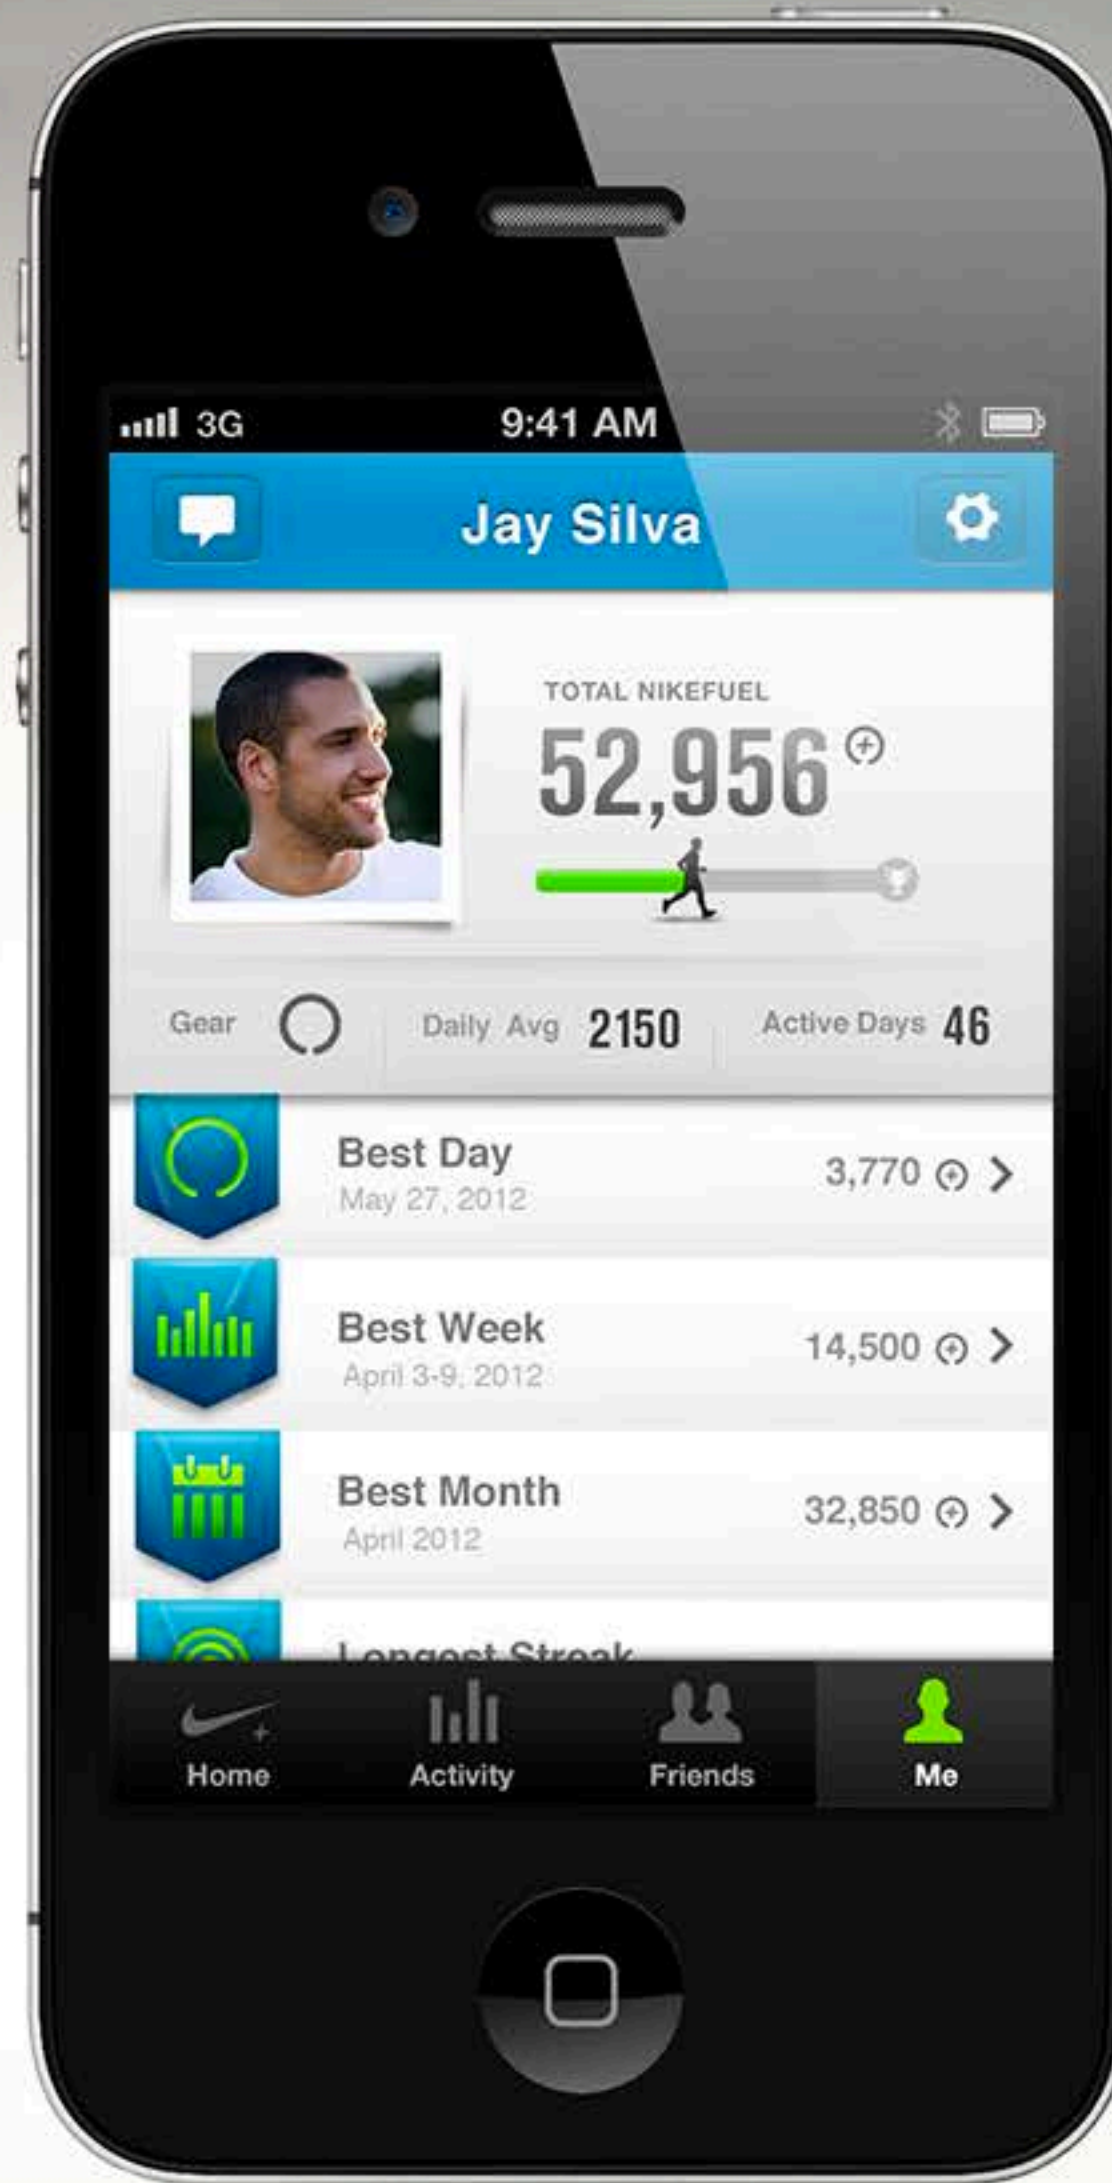 3G 9:41 AM
Jay Silva
TOTAL NIKEFUEL
52,956
Gear Daily Avg 2150 Active Days 46
Best Day 3,770
May 27, 2012
Best Week 14,500
April 3-9, 2012
Best Month 32,850
April 2012
Longest Streak
Home Activity Friends Me